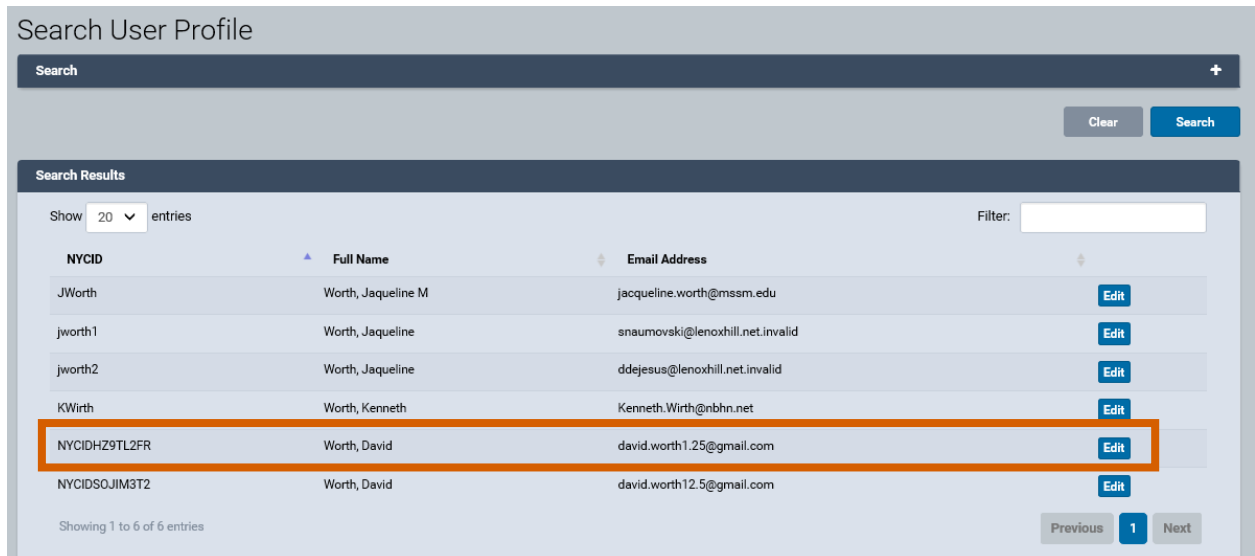 Search User Profile
Search +
Clear Search
Search Results
Show 20 entries Filter:
NYCID Full Name Email Address
JWorth Worth, Jaqueline M jacqueline.worth@mssm.edu Edit
jworth1 Worth, Jaqueline snaumovski@lenoxhill.net.invalid Edit
jworth2 Worth, Jaqueline ddejesus@lenoxhill.net.invalid Edit
KWirth Worth, Kenneth Kenneth.Wirth@nbhn.net Edit
NYCIDHZ9TL2FR Worth, David david.worth1.25@gmail.com Edit
NYCIDSOJIM3T2 Worth, David david.worth12.5@gmail.com Edit
Showing 1 to 6 of 6 entries Previous 1 Next